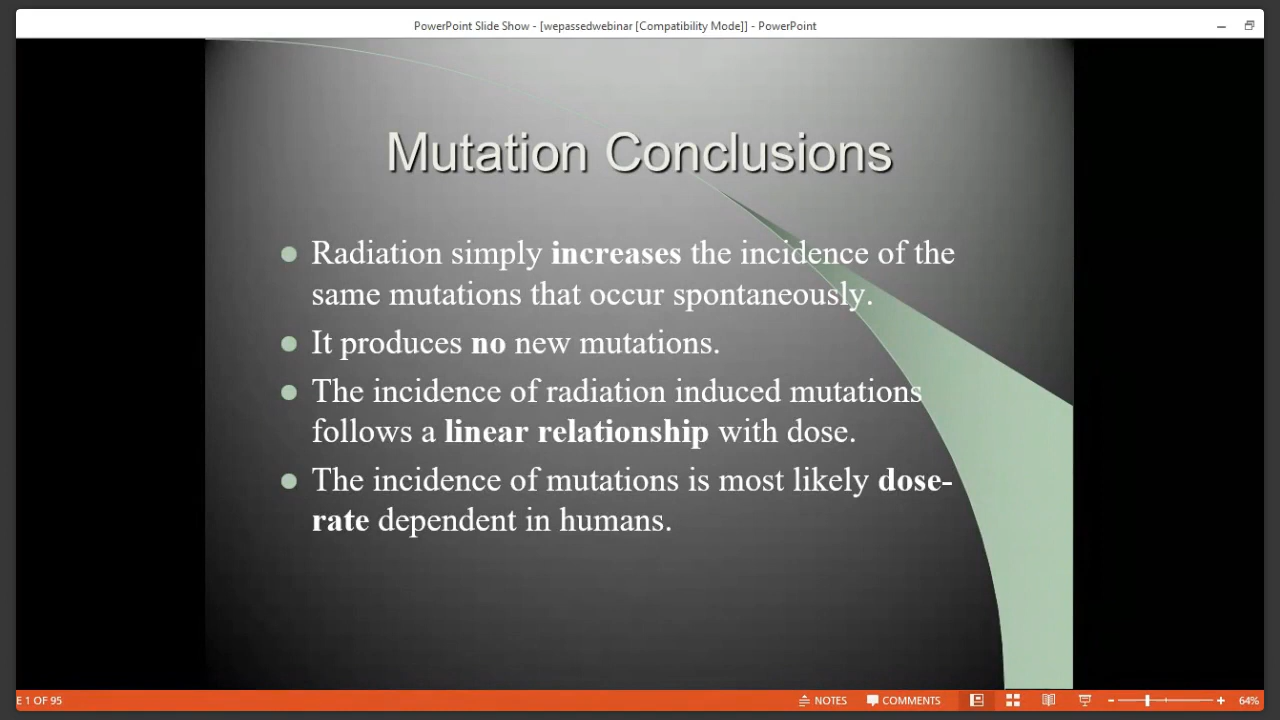 PowerPoint Slide Show - [wepassedwebinar [Compatibility Mode]] - PowerPoint
Mutation Conclusions
Radiation simply increases the incidence of the
same mutations that occur spontaneously.
It produces no new mutations.
The incidence of radiation induced mutations
follows a linear relationship with dose.
The incidence of mutations is most likely dose-
rate dependent in humans.
E 1 OF 95 NOTES COMMENTS 64%